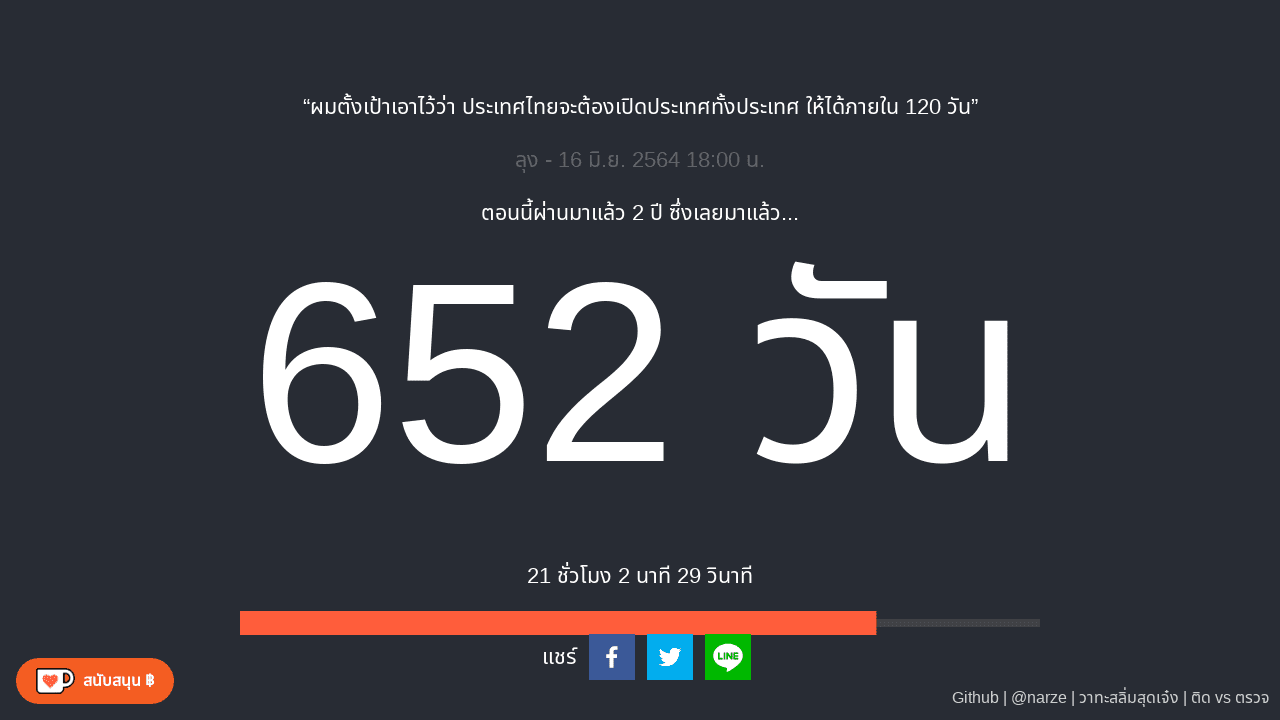 “ผมตั้งเป้าเอาไว้ว่า ประเทศไทยจะต้องเปิดประเทศทั้งประเทศ ให้ได้ภายใน 120 วัน”
ลุง - 16 มิ.ย. 2564 18:00 น.
ตอนนี้ผ่านมาแล้ว 2 ปี ซึ่งเลยมาแล้ว...
652 วัน
21 ชั่วโมง 2 นาที 29 วินาที
แชร์
LINE
สนับสนุน ฿
Github | @narze | วาทะสลิ่มสุดเจ๋ง | ติด vs ตรวจ